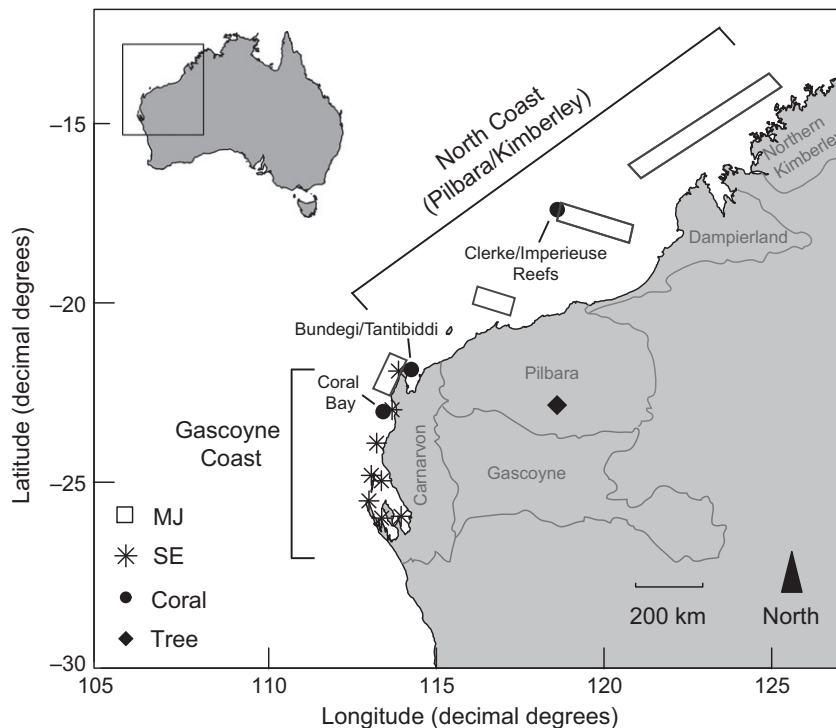 North Coast
(Pilbara/Kimberley)
Northern
Kimberley
Dampierland
Clerke/Imperieuse
Reefs
Bundegi/Tantibiddi
Coral
Bay
Pilbara
Gascoyne
Coast
Carnarvon
Gascoyne
MJ
SE
Coral
Tree
200 km
North
Latitude (decimal degrees)
−15
−20
−25
−30
105
110
115
120
125
Longitude (decimal degrees)